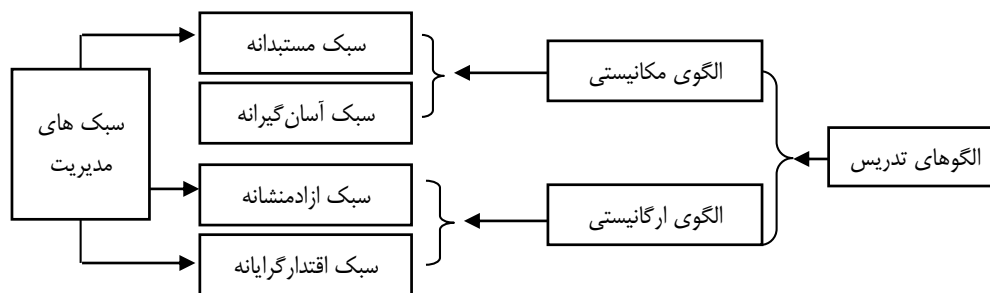 الگوهای تدریس
الگوی مکانیستی
الگوی ارگانیستی
سبک مستبدانه
سبک آسان‌گیرانه
سبک ازادمنشانه
سبک اقتدارگرایانه
سبک های
مدیریت